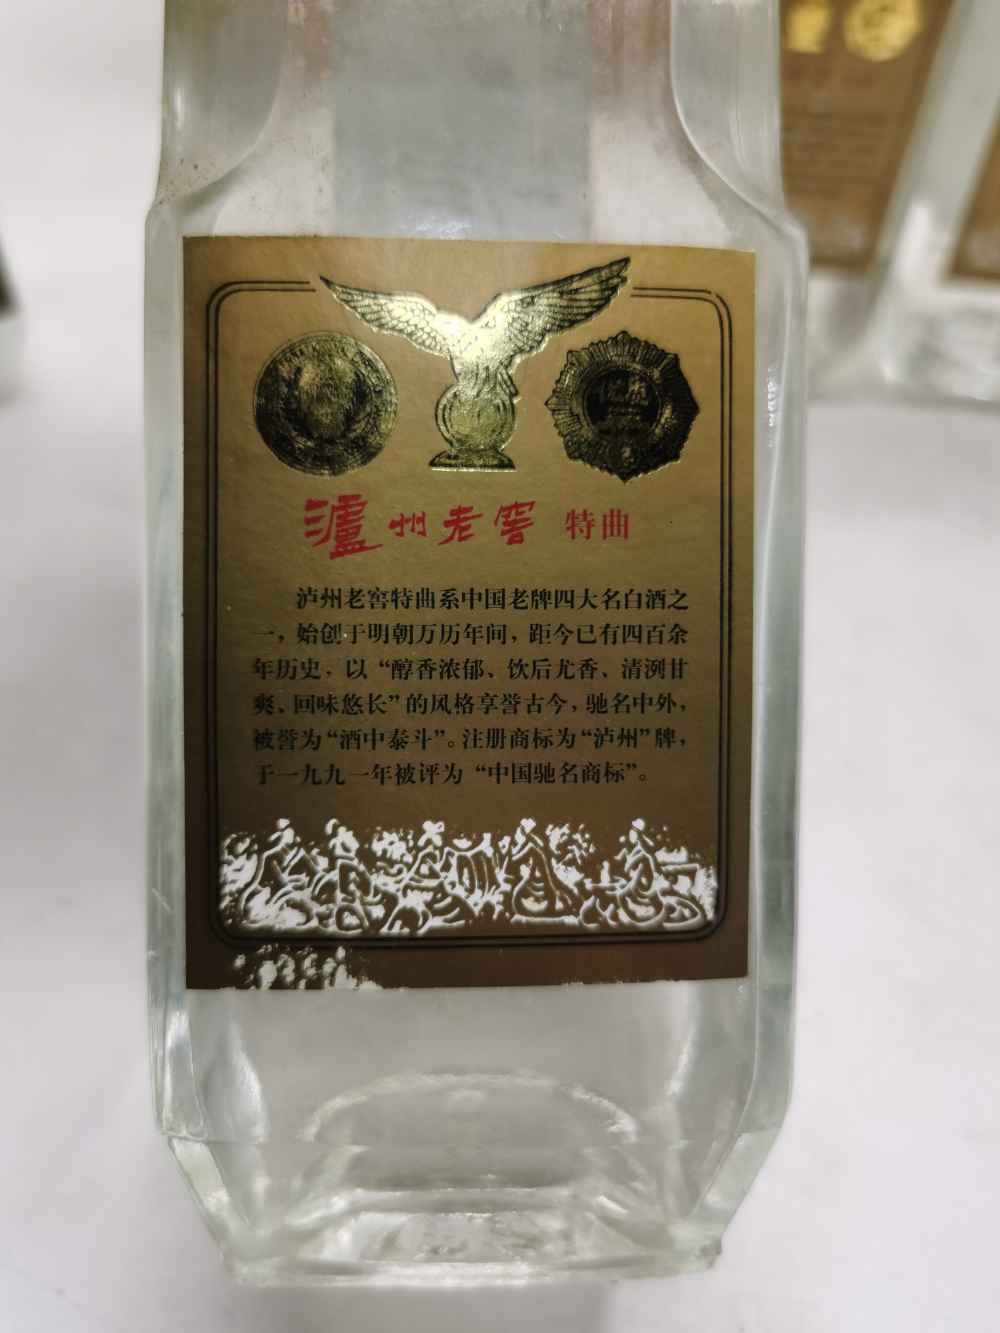 泸州老窖 特曲
泸州老窖特曲系中国老牌四大名白酒之
一，始创于明朝万历年间，距今已有四百余
年历史，以“醇香浓郁、饮后尤香、清冽甘
爽、回味悠长”的风格享誉古今，驰名中外，
被誉为“酒中泰斗”。注册商标为“泸州”牌，
于一九九一年被评为“中国驰名商标”。